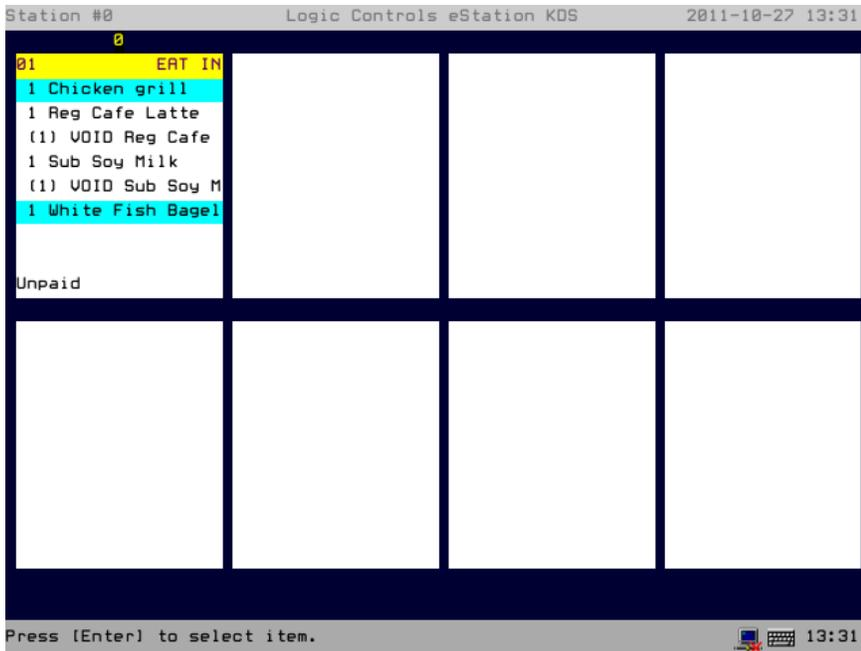 Station #0 Logic Controls eStation KDS 2011-10-27 13:31
0
01 EAT IN
1 Chicken grill
1 Reg Cafe Latte
(1) VOID Reg Cafe
1 Sub Soy Milk
(1) VOID Sub Soy M
1 White Fish Bagel
Unpaid
Press [Enter] to select item. 13:31